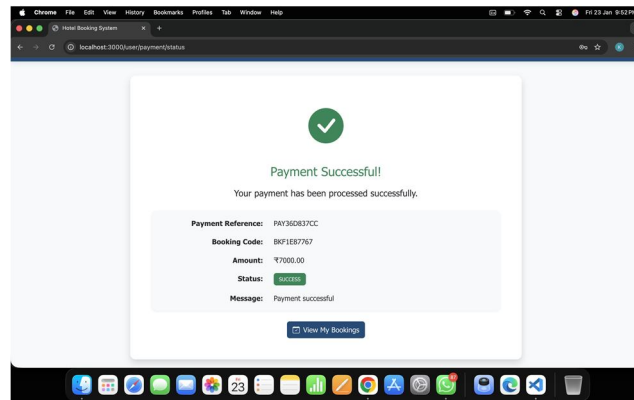 Chrome File Edit View History Bookmarks Profiles Tab Window Help Fri 23 Jan 9:52 PM
Hotel Booking System
localhost:3000/user/payment/status
Payment Successful!
Your payment has been processed successfully.
Payment Reference: PAY36D837CC
Booking Code: BKF1E87767
Amount: ₹7000.00
Status: SUCCESS
Message: Payment successful
View My Bookings
23